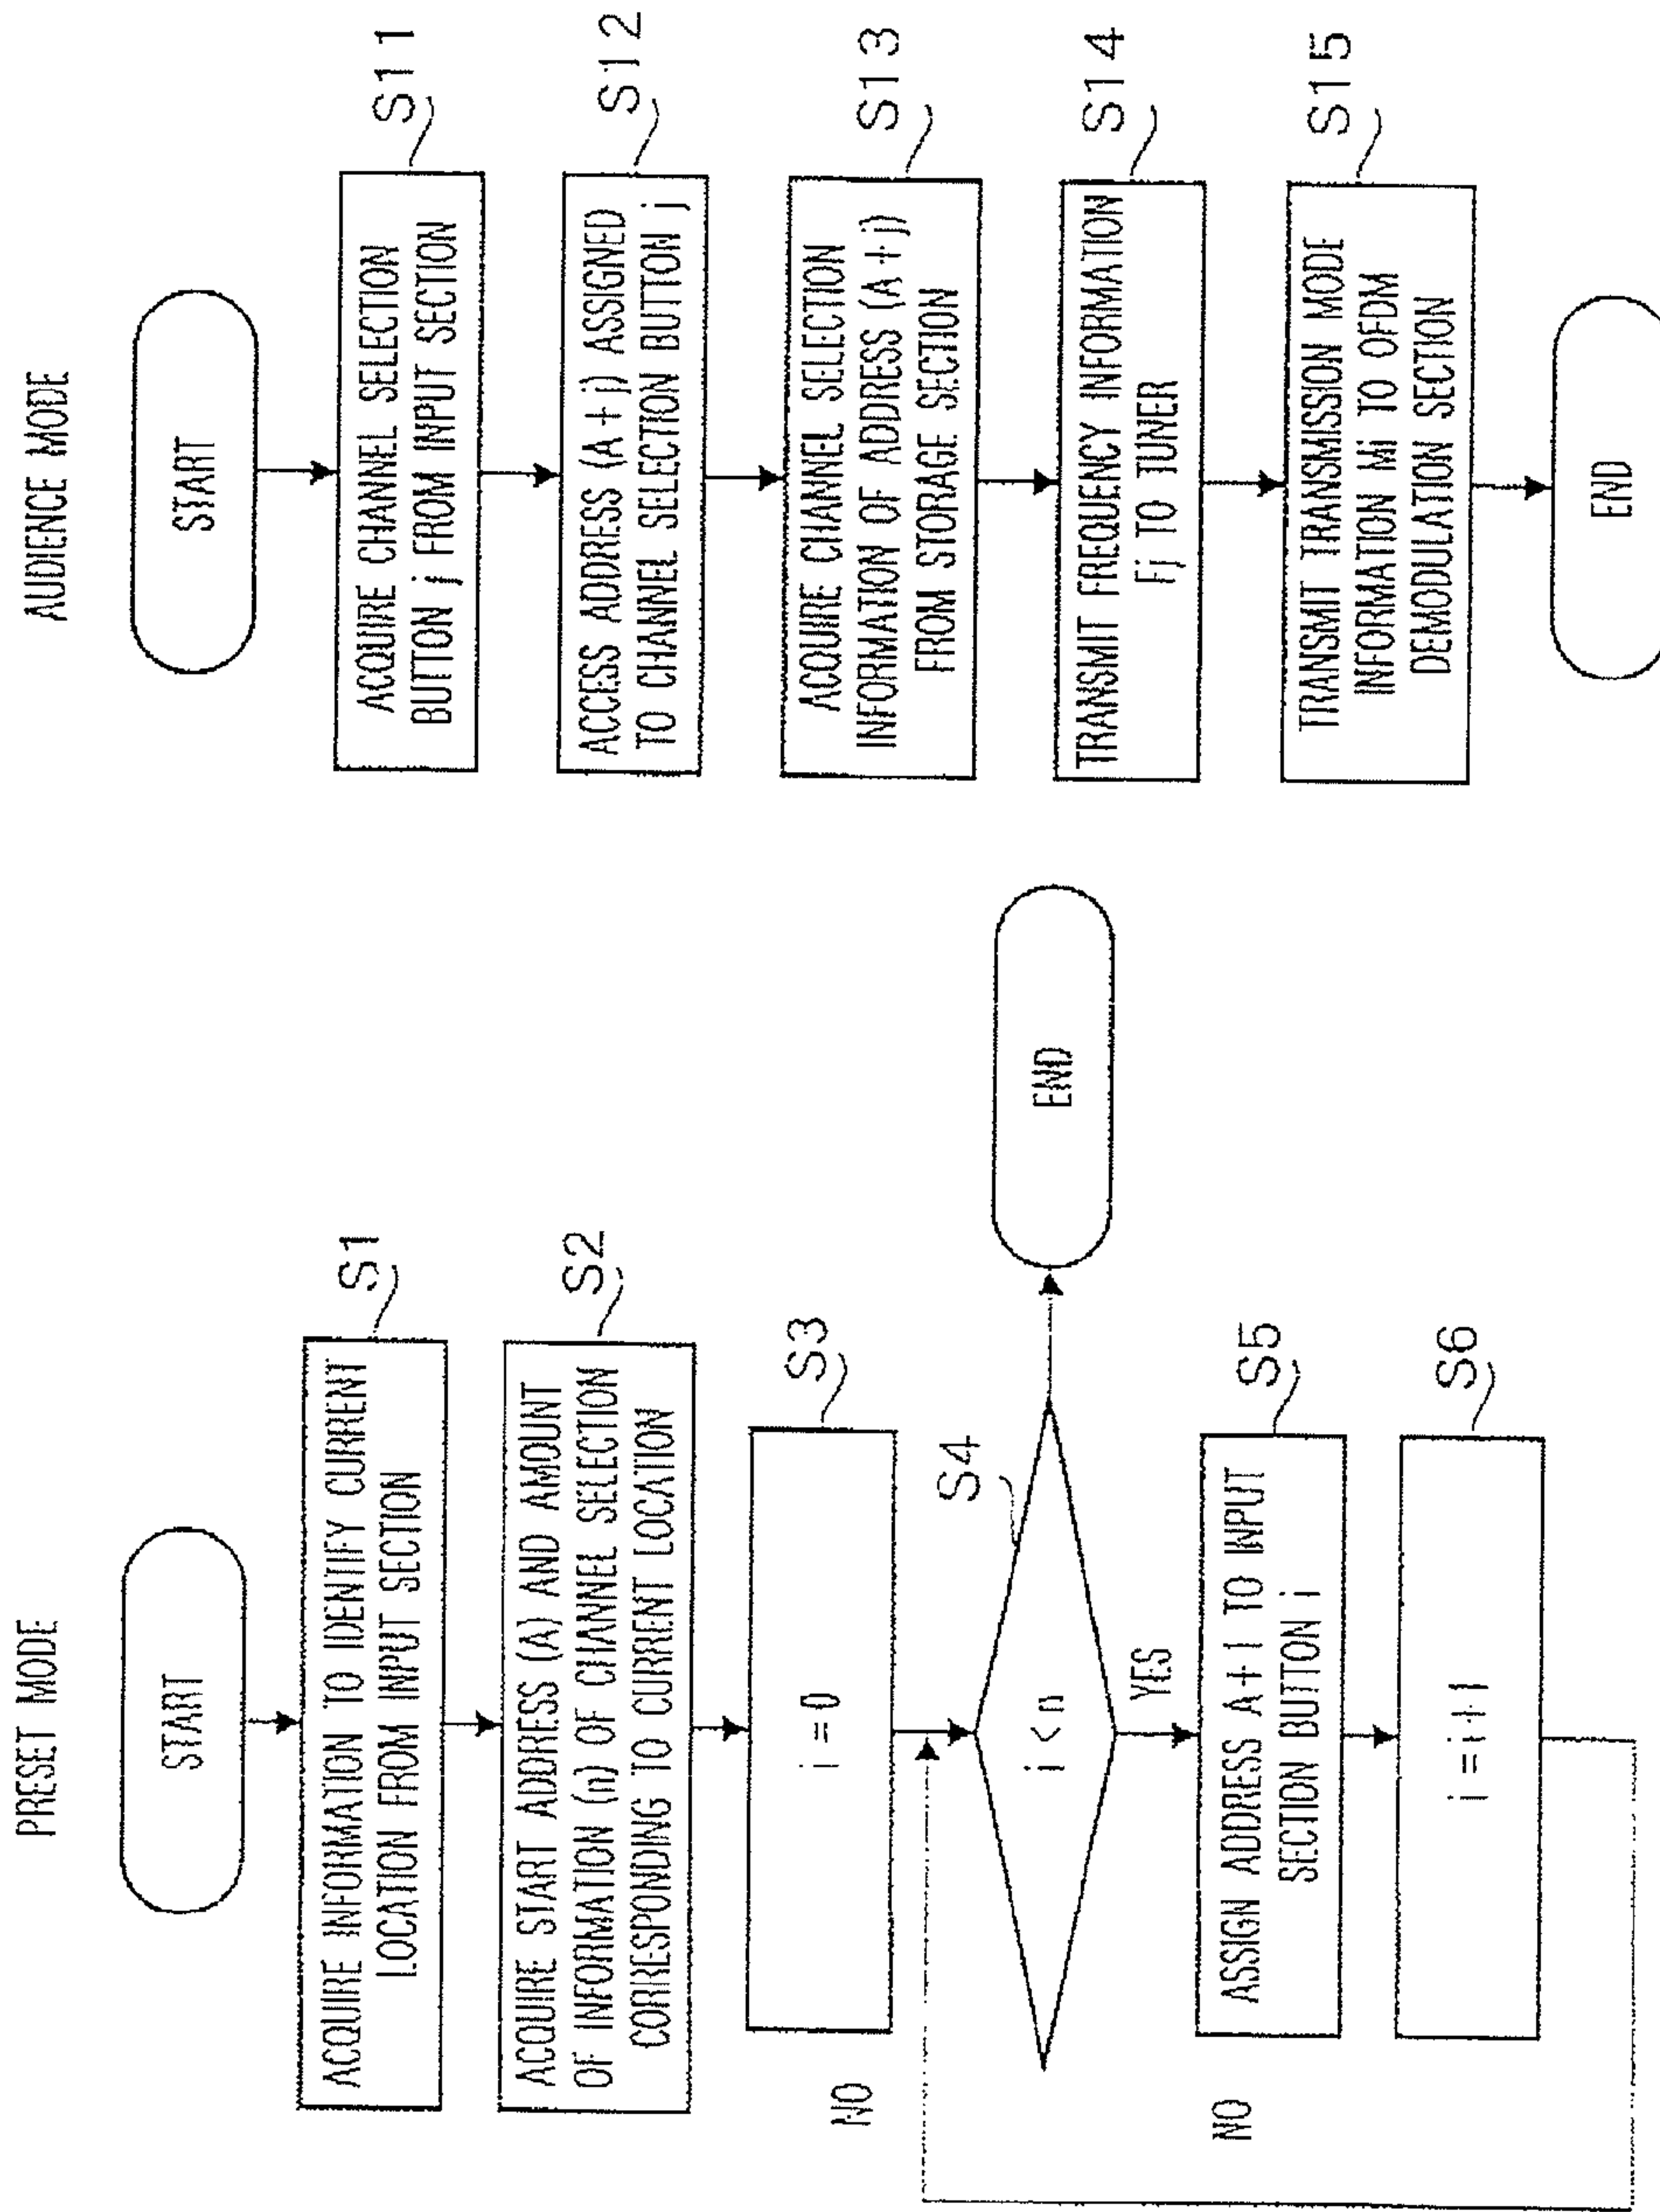 PRESET MODE
START
ACQUIRE INFORMATION TO IDENTIFY CURRENT
LOCATION FROM INPUT SECTION
S1
ACQUIRE START ADDRESS (A) AND AMOUNT
OF INFORMATION (n) OF CHANNEL SELECTION
CORRESPONDING TO CURRENT LOCATION
S2
i = 0
S3
NO
i < n
S4
END
YES
ASSIGN ADDRESS A + I TO INPUT
SECTION BUTTON i
S5
NO
i = i + 1
S6
AUDIENCE MODE
START
ACQUIRE CHANNEL SELECTION
BUTTON j FROM INPUT SECTION
S11
ACCESS ADDRESS (A + j) ASSIGNED
TO CHANNEL SELECTION BUTTON j
S12
ACQUIRE CHANNEL SELECTION
INFORMATION OF ADDRESS (A + j)
FROM STORAGE SECTION
S13
TRANSMIT FREQUENCY INFORMATION
Fj TO TUNER
S14
TRANSMIT TRANSMISSION MODE
INFORMATION Mj TO OFDM
DEMODULATION SECTION
S15
END